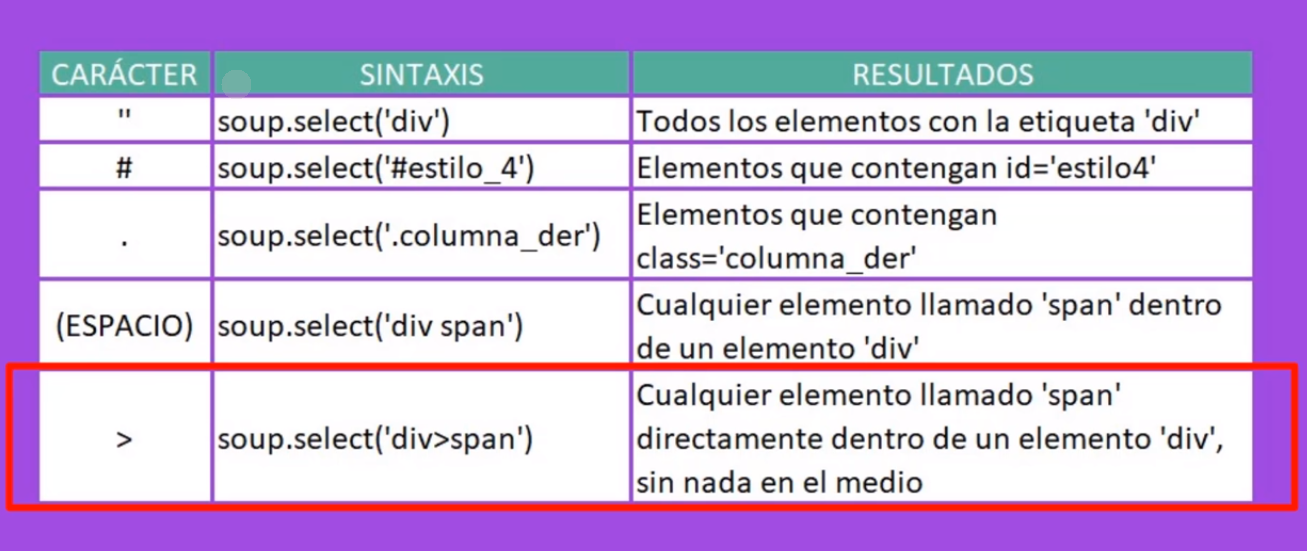 CARÁCTER SINTAXIS RESULTADOS
" soup.select('div') Todos los elementos con la etiqueta 'div'
# soup.select('#estilo_4') Elementos que contengan id='estilo4'
. soup.select('.columna_der') Elementos que contengan
class='columna_der'
(ESPACIO) soup.select('div span') Cualquier elemento llamado 'span' dentro
de un elemento 'div'
> soup.select('div>span') Cualquier elemento llamado 'span'
directamente dentro de un elemento 'div',
sin nada en el medio